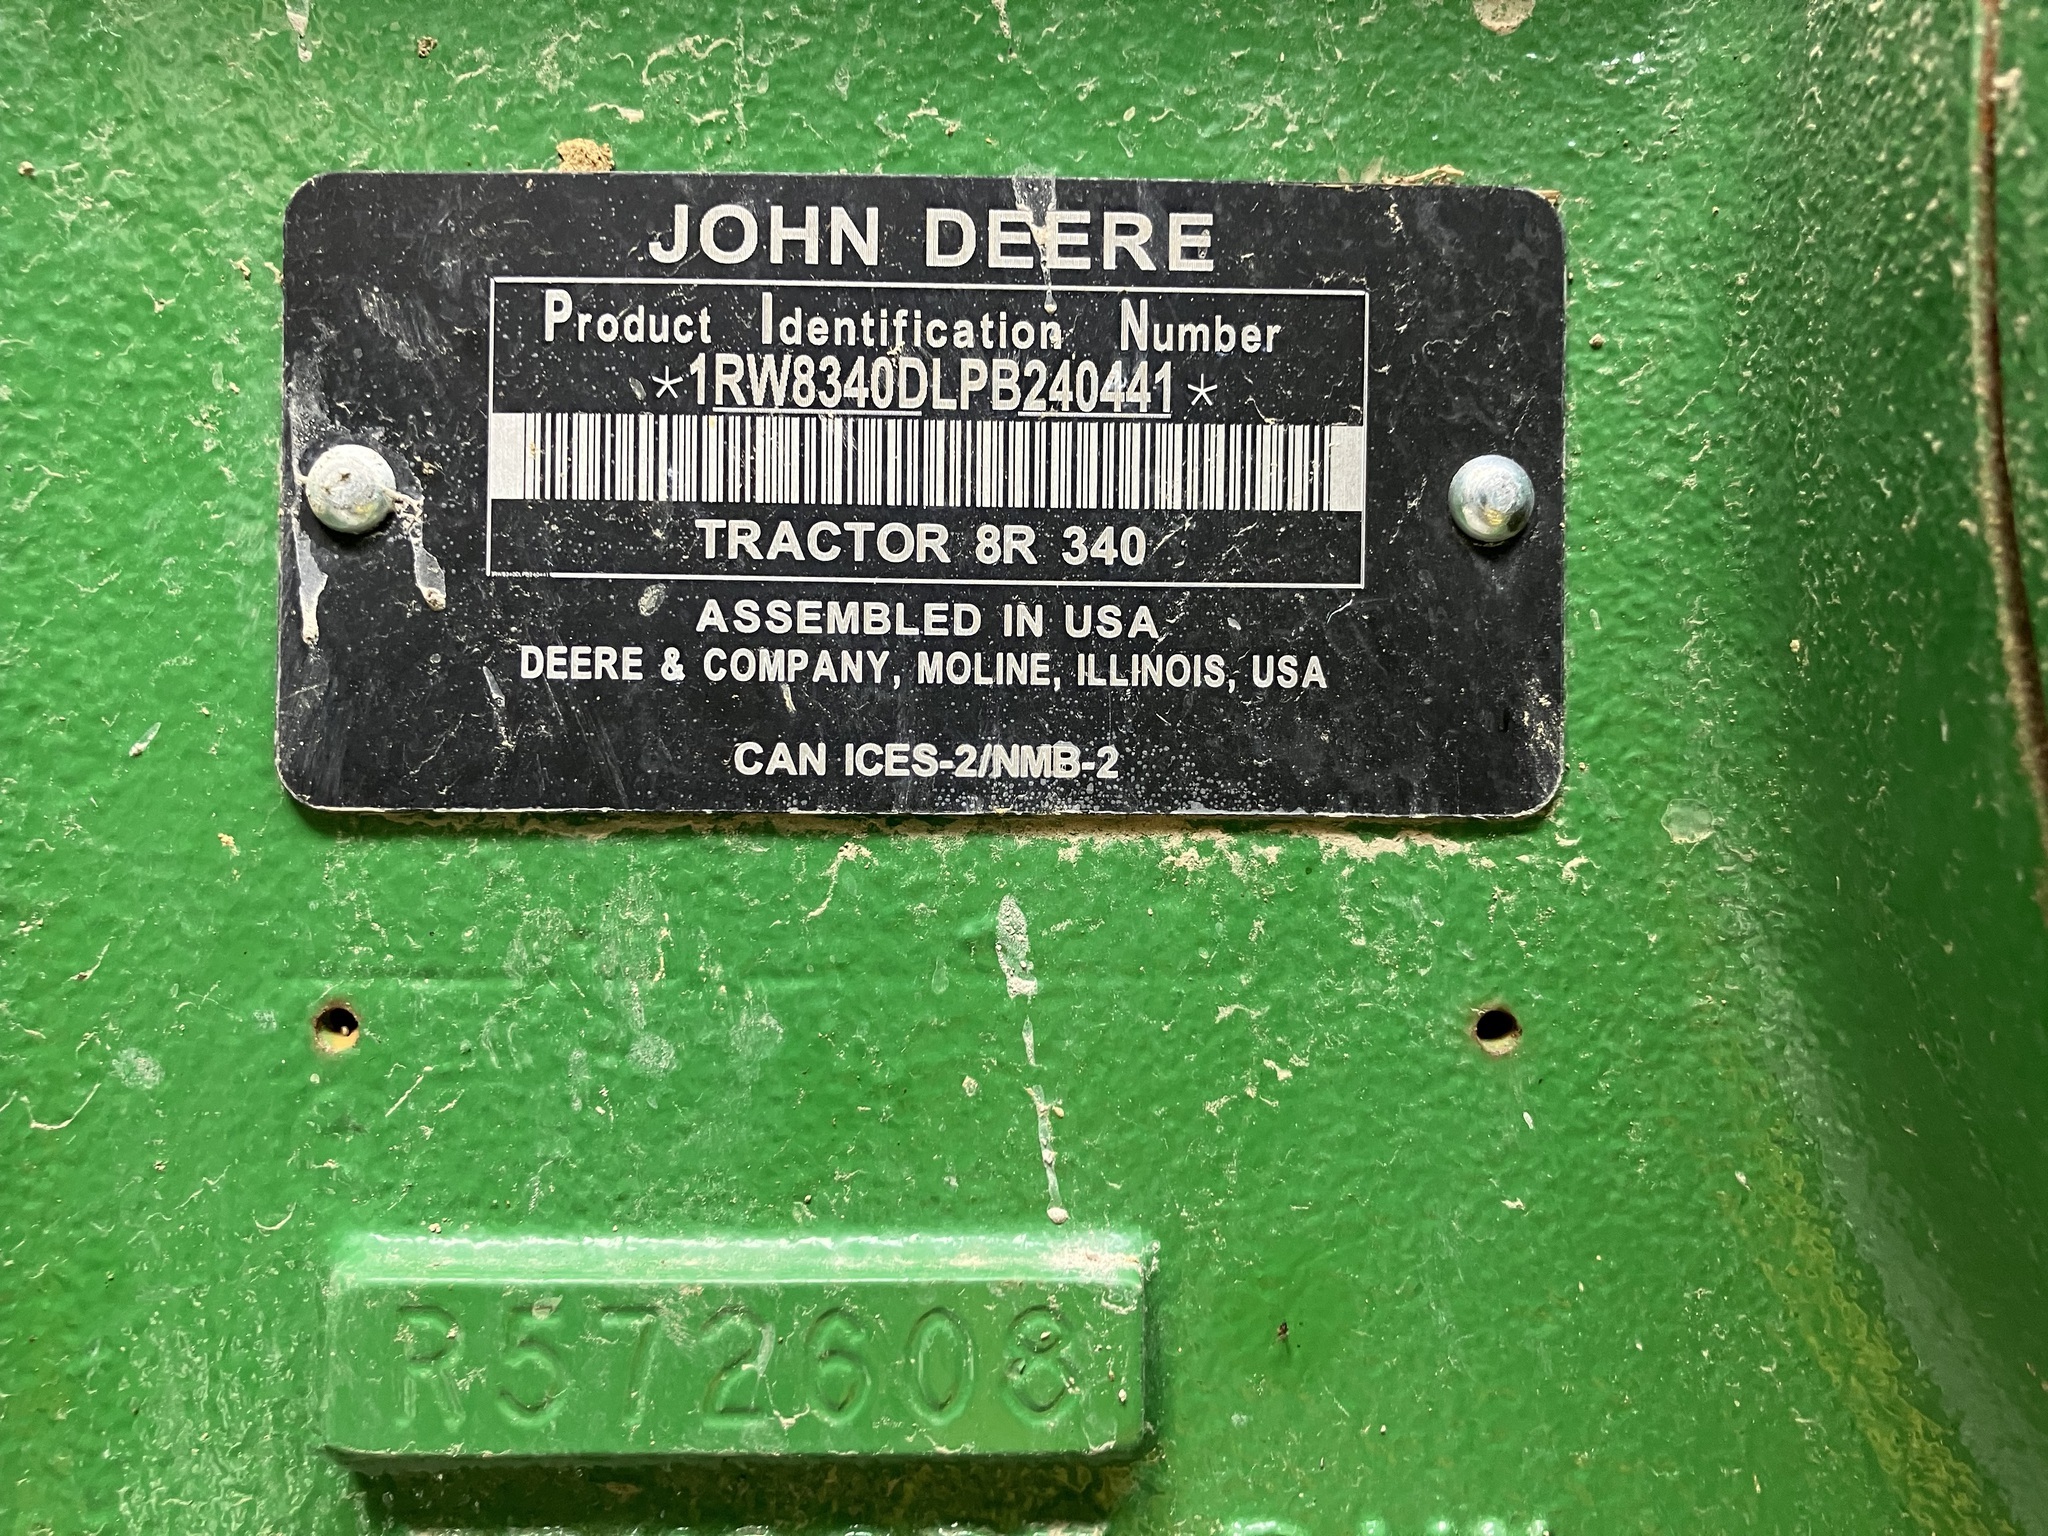 JOHN DEERE
Product Identification Number
*1RW8340DLPB240441*
TRACTOR 8R 340
1RW8340DLPB240441
ASSEMBLED IN USA
DEERE & COMPANY, MOLINE, ILLINOIS, USA
CAN ICES-2/NMB-2
R572608